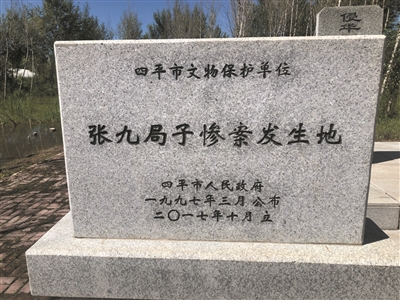 四平市文物保护单位
张九局子惨案发生地
四平市人民政府
一九九七年三月公布
二〇一七年十月立